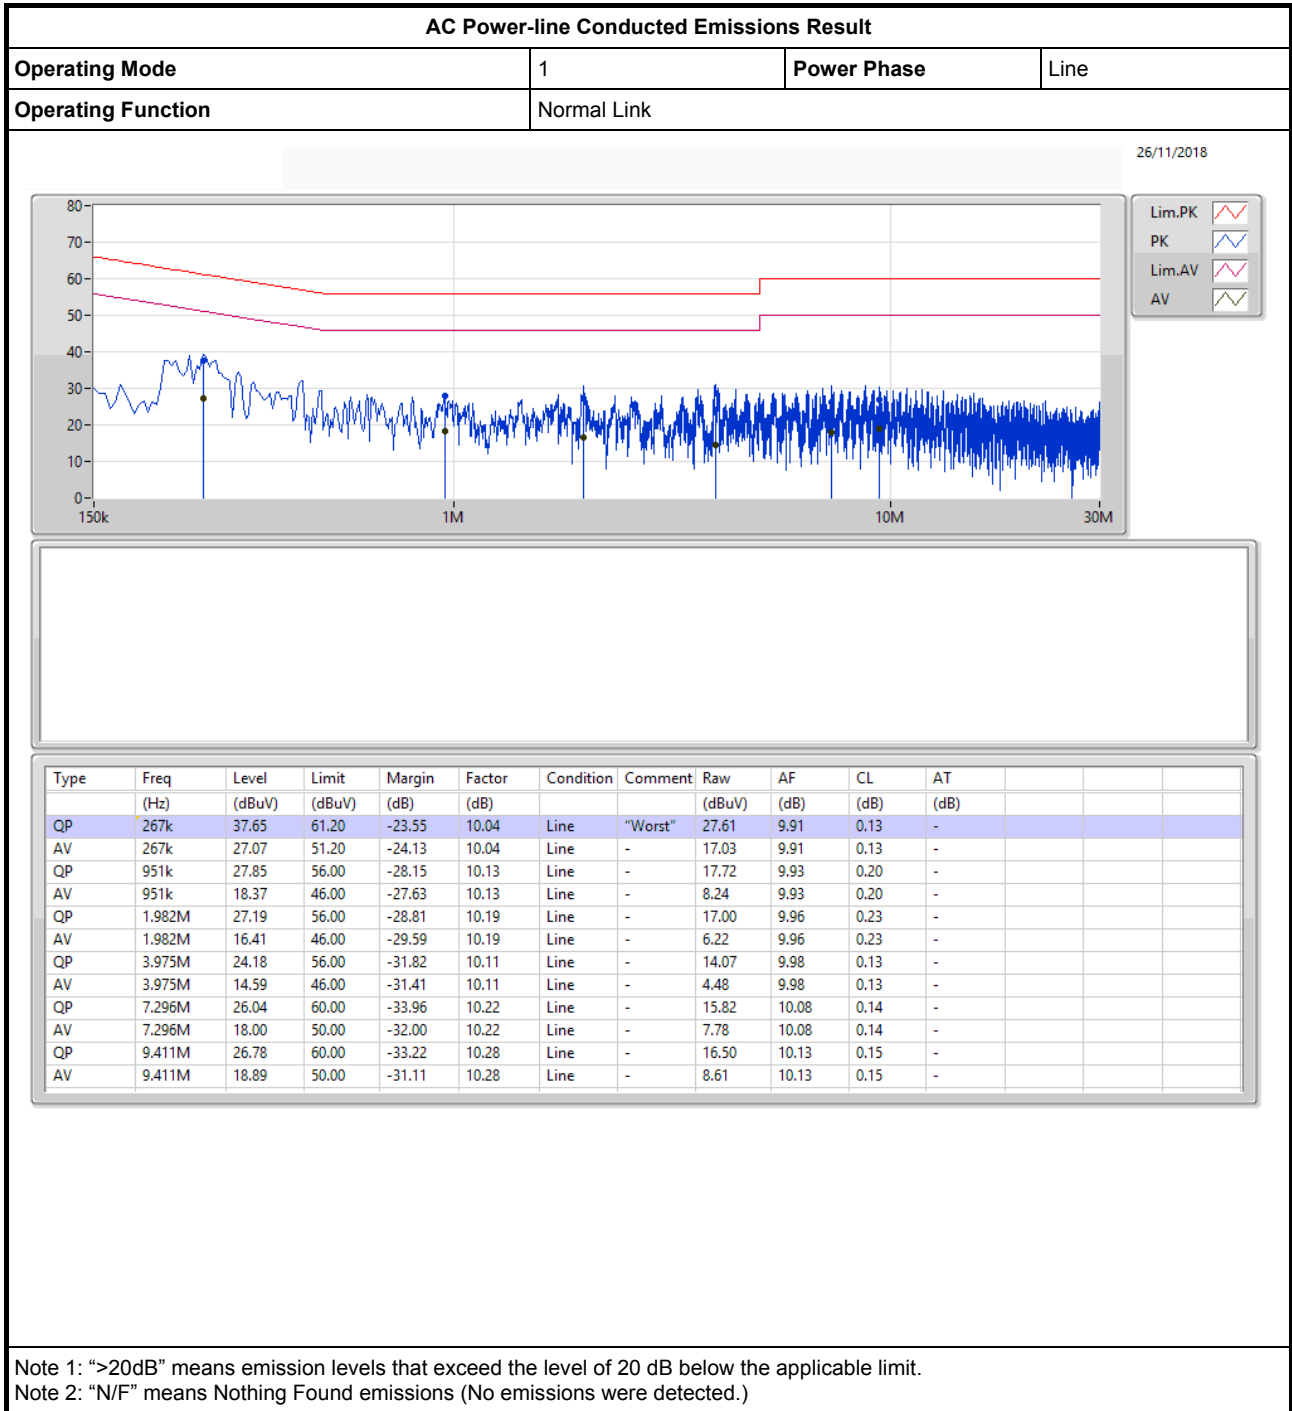 AC Power-line Conducted Emissions Result
Operating Mode 1 Power Phase Line
Operating Function Normal Link
26/11/2018
80
70
60
50
40
30
20
10
0
150k 1M 10M 30M
Lim.PK
PK
Lim.AV
AV
Type Freq Level Limit Margin Factor Condition Comment Raw AF CL AT
(Hz) (dBuV) (dBuV) (dB) (dB) (dBuV) (dB) (dB) (dB)
QP 267k 37.65 61.20 -23.55 10.04 Line "Worst" 27.61 9.91 0.13 -
AV 267k 27.07 51.20 -24.13 10.04 Line - 17.03 9.91 0.13 -
QP 951k 27.85 56.00 -28.15 10.13 Line - 17.72 9.93 0.20 -
AV 951k 18.37 46.00 -27.63 10.13 Line - 8.24 9.93 0.20 -
QP 1.982M 27.19 56.00 -28.81 10.19 Line - 17.00 9.96 0.23 -
AV 1.982M 16.41 46.00 -29.59 10.19 Line - 6.22 9.96 0.23 -
QP 3.975M 24.18 56.00 -31.82 10.11 Line - 14.07 9.98 0.13 -
AV 3.975M 14.59 46.00 -31.41 10.11 Line - 4.48 9.98 0.13 -
QP 7.296M 26.04 60.00 -33.96 10.22 Line - 15.82 10.08 0.14 -
AV 7.296M 18.00 50.00 -32.00 10.22 Line - 7.78 10.08 0.14 -
QP 9.411M 26.78 60.00 -33.22 10.28 Line - 16.50 10.13 0.15 -
AV 9.411M 18.89 50.00 -31.11 10.28 Line - 8.61 10.13 0.15 -
Note 1: “>20dB” means emission levels that exceed the level of 20 dB below the applicable limit.
Note 2: “N/F” means Nothing Found emissions (No emissions were detected.)